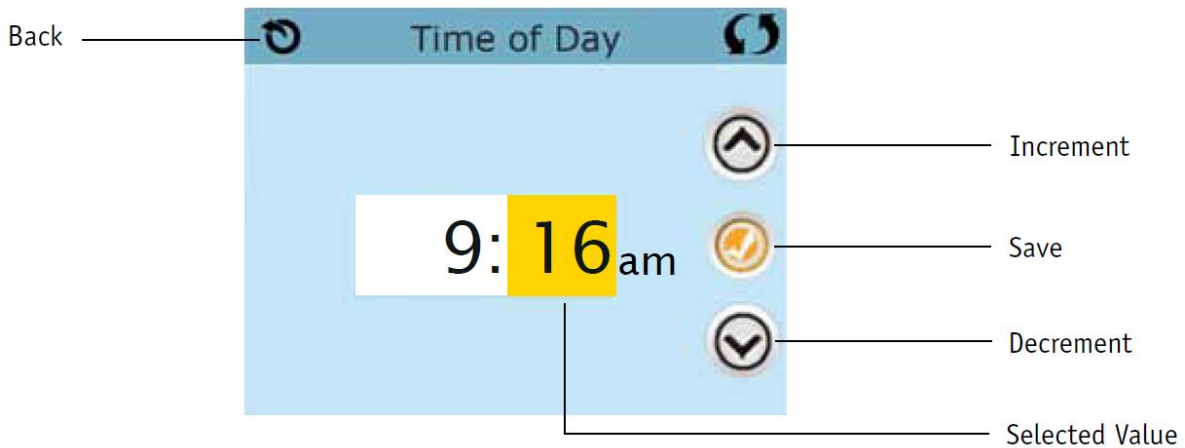 Back
Time of Day
Increment
9:16am
Save
Decrement
Selected Value